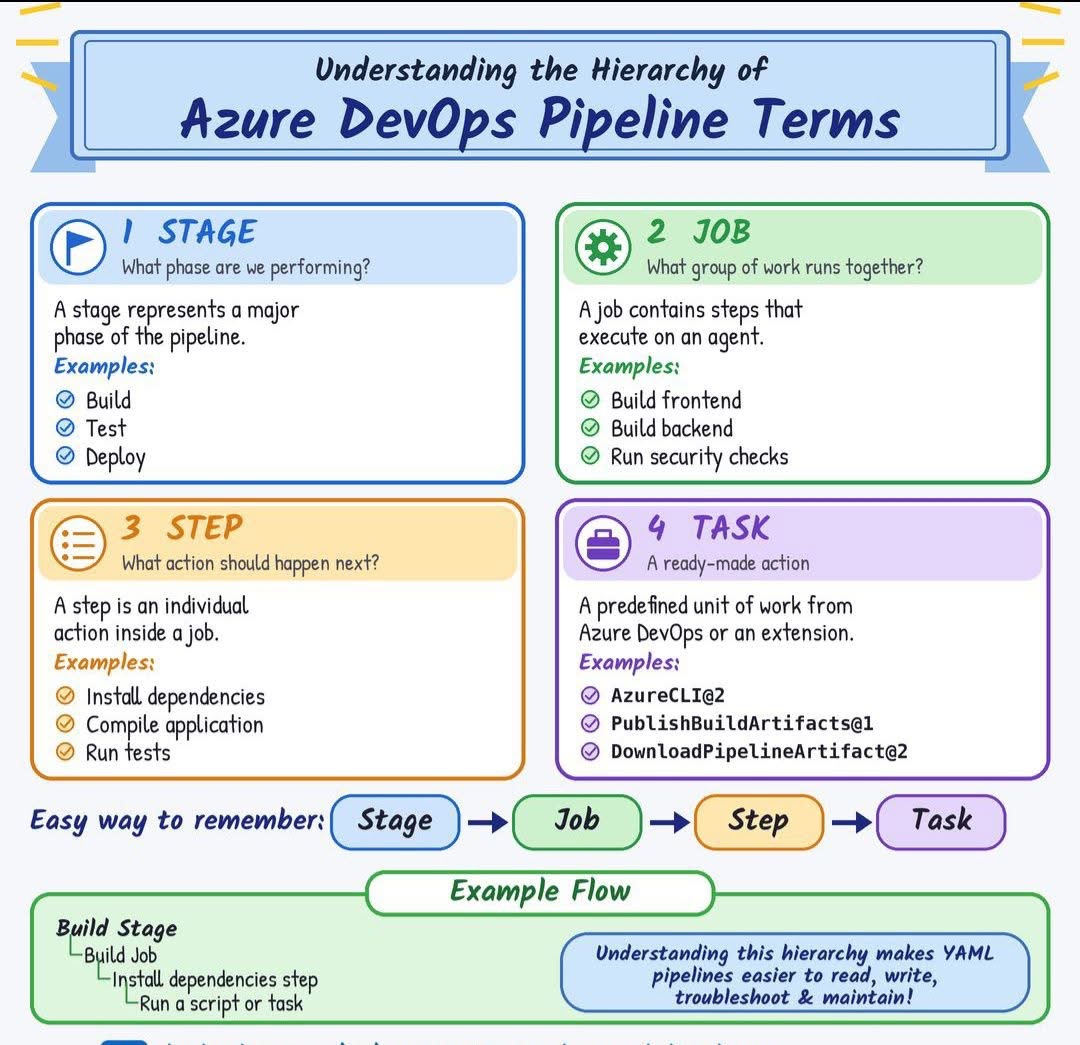 Understanding the Hierarchy of
Azure DevOps Pipeline Terms
1 STAGE
What phase are we performing?
A stage represents a major
phase of the pipeline.
Examples:
Build
Test
Deploy
2 JOB
What group of work runs together?
A job contains steps that
execute on an agent.
Examples:
Build frontend
Build backend
Run security checks
3 STEP
What action should happen next?
A step is an individual
action inside a job.
Examples:
Install dependencies
Compile application
Run tests
4 TASK
A ready-made action
A predefined unit of work from
Azure DevOps or an extension.
Examples:
AzureCLI@2
PublishBuildArtifacts@1
DownloadPipelineArtifact@2
Easy way to remember: Stage Job Step Task
Example Flow
Build Stage
Build Job
Install dependencies step
Run a script or task
Understanding this hierarchy makes YAML
pipelines easier to read, write,
troubleshoot & maintain!